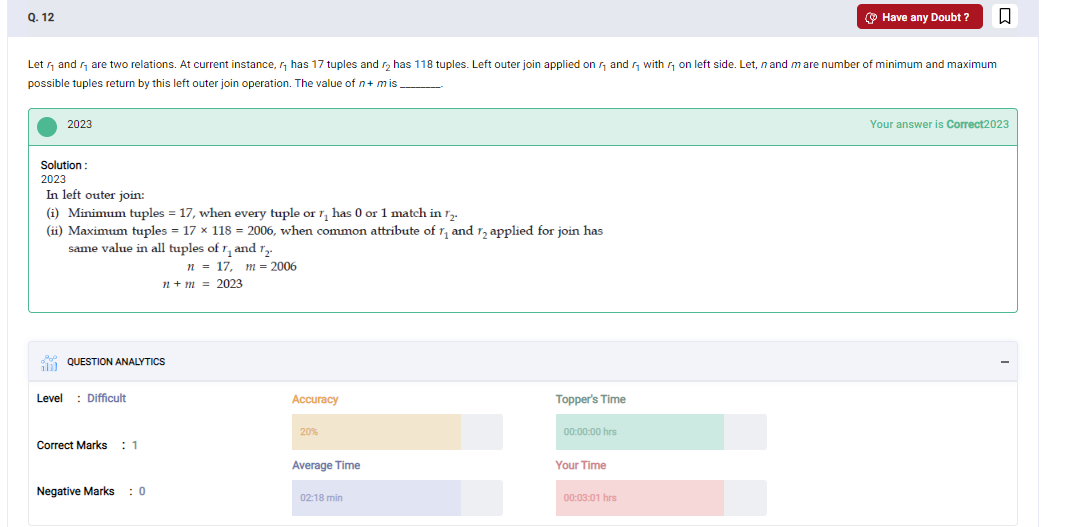 Q. 12
Have any Doubt ?
Let r₁ and r₁ are two relations. At current instance, r₁ has 17 tuples and r₂ has 118 tuples. Left outer join applied on r₁ and r₁ with r₁ on left side. Let, n and m are number of minimum and maximum
possible tuples return by this left outer join operation. The value of n + m is ________.
2023
Your answer is Correct2023
Solution :
2023
In left outer join:
(i) Minimum tuples = 17, when every tuple or r₁ has 0 or 1 match in r₂.
(ii) Maximum tuples = 17 × 118 = 2006, when common attribute of r₁ and r₂ applied for join has
same value in all tuples of r₁ and r₂.
n = 17, m = 2006
n + m = 2023
QUESTION ANALYTICS
Level : Difficult
Accuracy
Topper's Time
20%
00:00:00 hrs
Correct Marks : 1
Average Time
Your Time
Negative Marks : 0
02:18 min
00:03:01 hrs